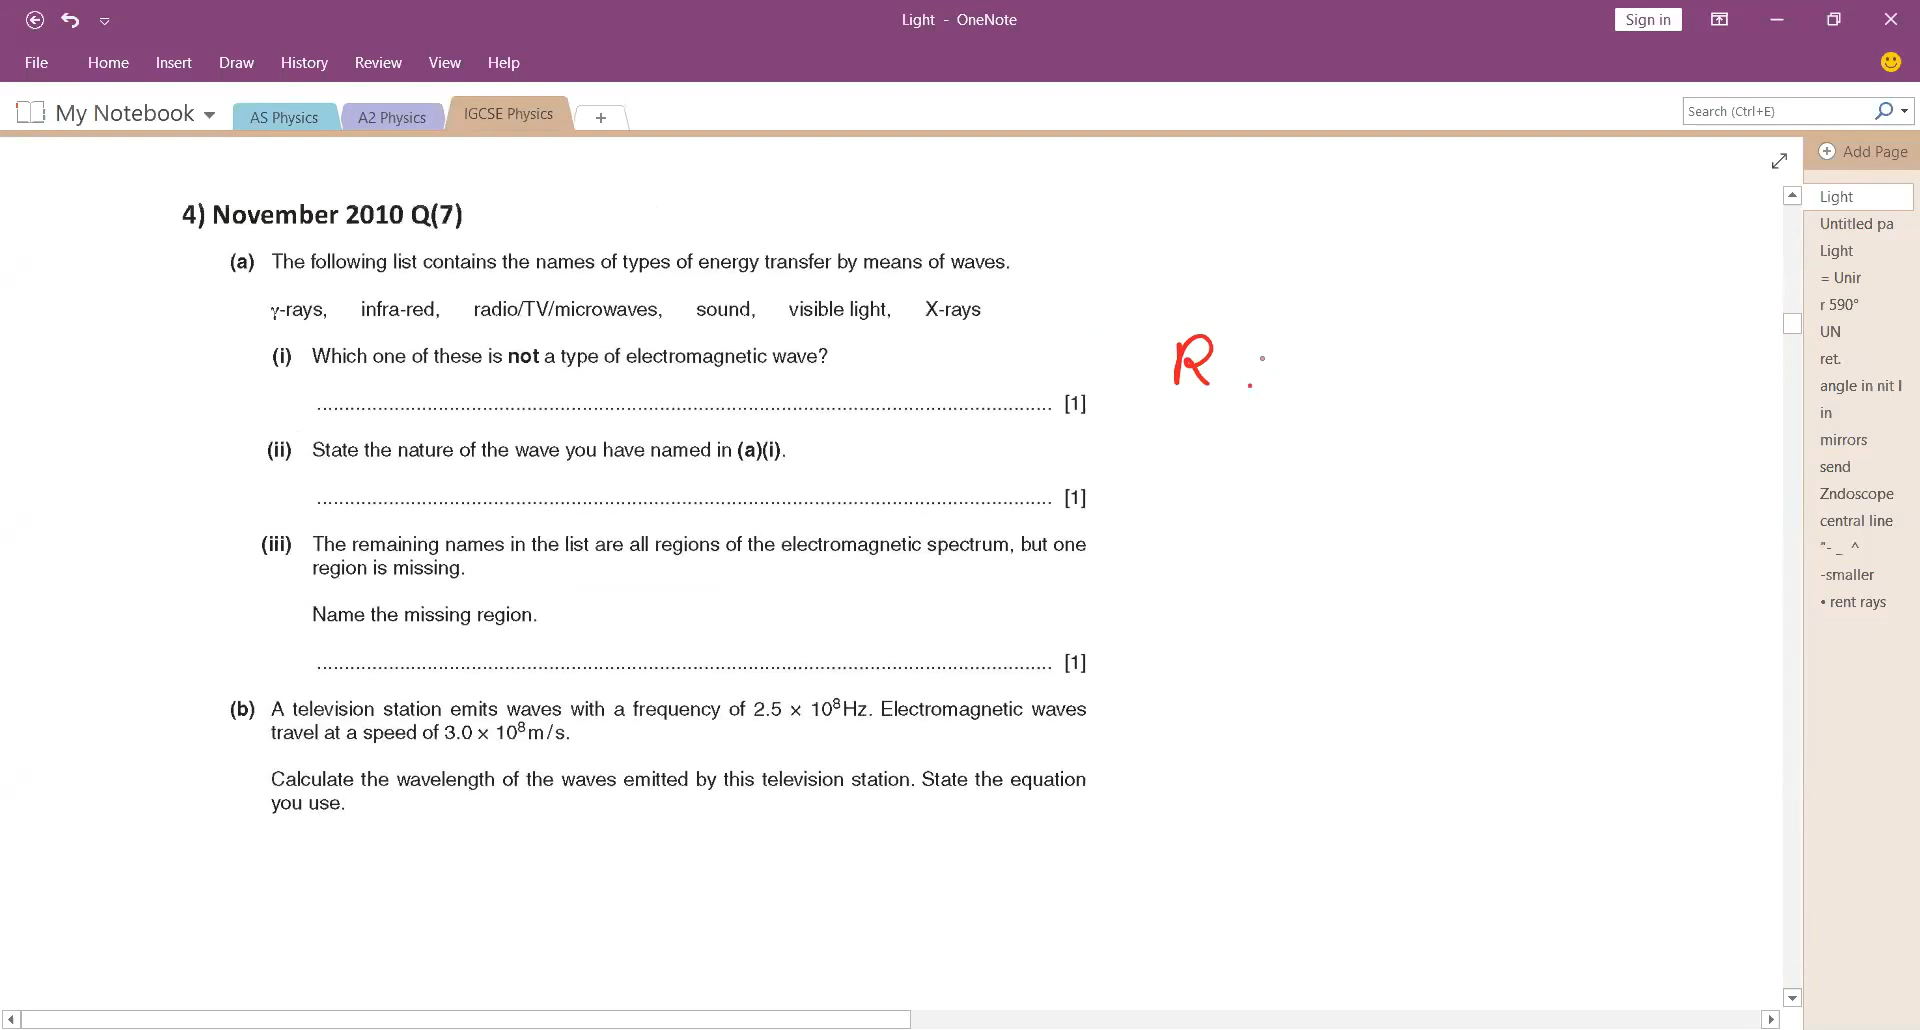 Light - OneNote
Sign in
File Home Insert Draw History Review View Help
My Notebook AS Physics A2 Physics IGCSE Physics +
Search (Ctrl+E)
Add Page
4) November 2010 Q(7)
(a) The following list contains the names of types of energy transfer by means of waves.
γ-rays, infra-red, radio/TV/microwaves, sound, visible light, X-rays
(i) Which one of these is not a type of electromagnetic wave?
R .
.......................................................................................................................................... [1]
(ii) State the nature of the wave you have named in (a)(i).
.......................................................................................................................................... [1]
(iii) The remaining names in the list are all regions of the electromagnetic spectrum, but one
region is missing.
Name the missing region.
.......................................................................................................................................... [1]
(b) A television station emits waves with a frequency of 2.5 × 10⁸ Hz. Electromagnetic waves
travel at a speed of 3.0 × 10⁸ m/s.
Calculate the wavelength of the waves emitted by this television station. State the equation
you use.
Light
Untitled pa
Light
= Unir
r 590°
UN
ret.
angle in nit l
in
mirrors
send
Zndoscope
central line
"- _ ^
-smaller
• rent rays